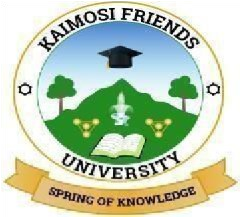 KAIMOSI FRIENDS
UNIVERSITY
SPRING OF KNOWLEDGE